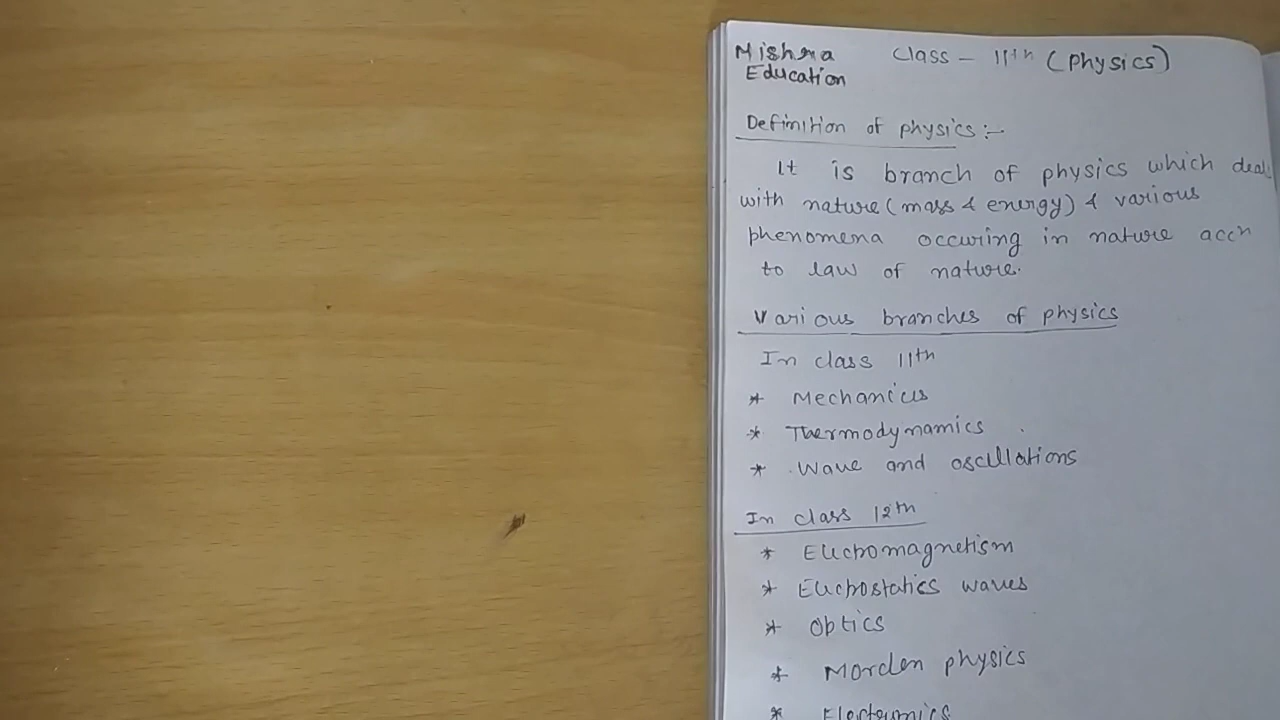 Mishra Class - 11th (Physics)
Education
Definition of physics :-
It is branch of physics which deal
with nature (mass & energy) & various
phenomena occuring in nature accn
to law of nature.
Various branches of physics
In class 11th
* Mechanics
* Thermodynamics
* Wave and oscillations
In class 12th
* Electromagnetism
* Electrostatics waves
* Optics
* Morden physics
* Electronics